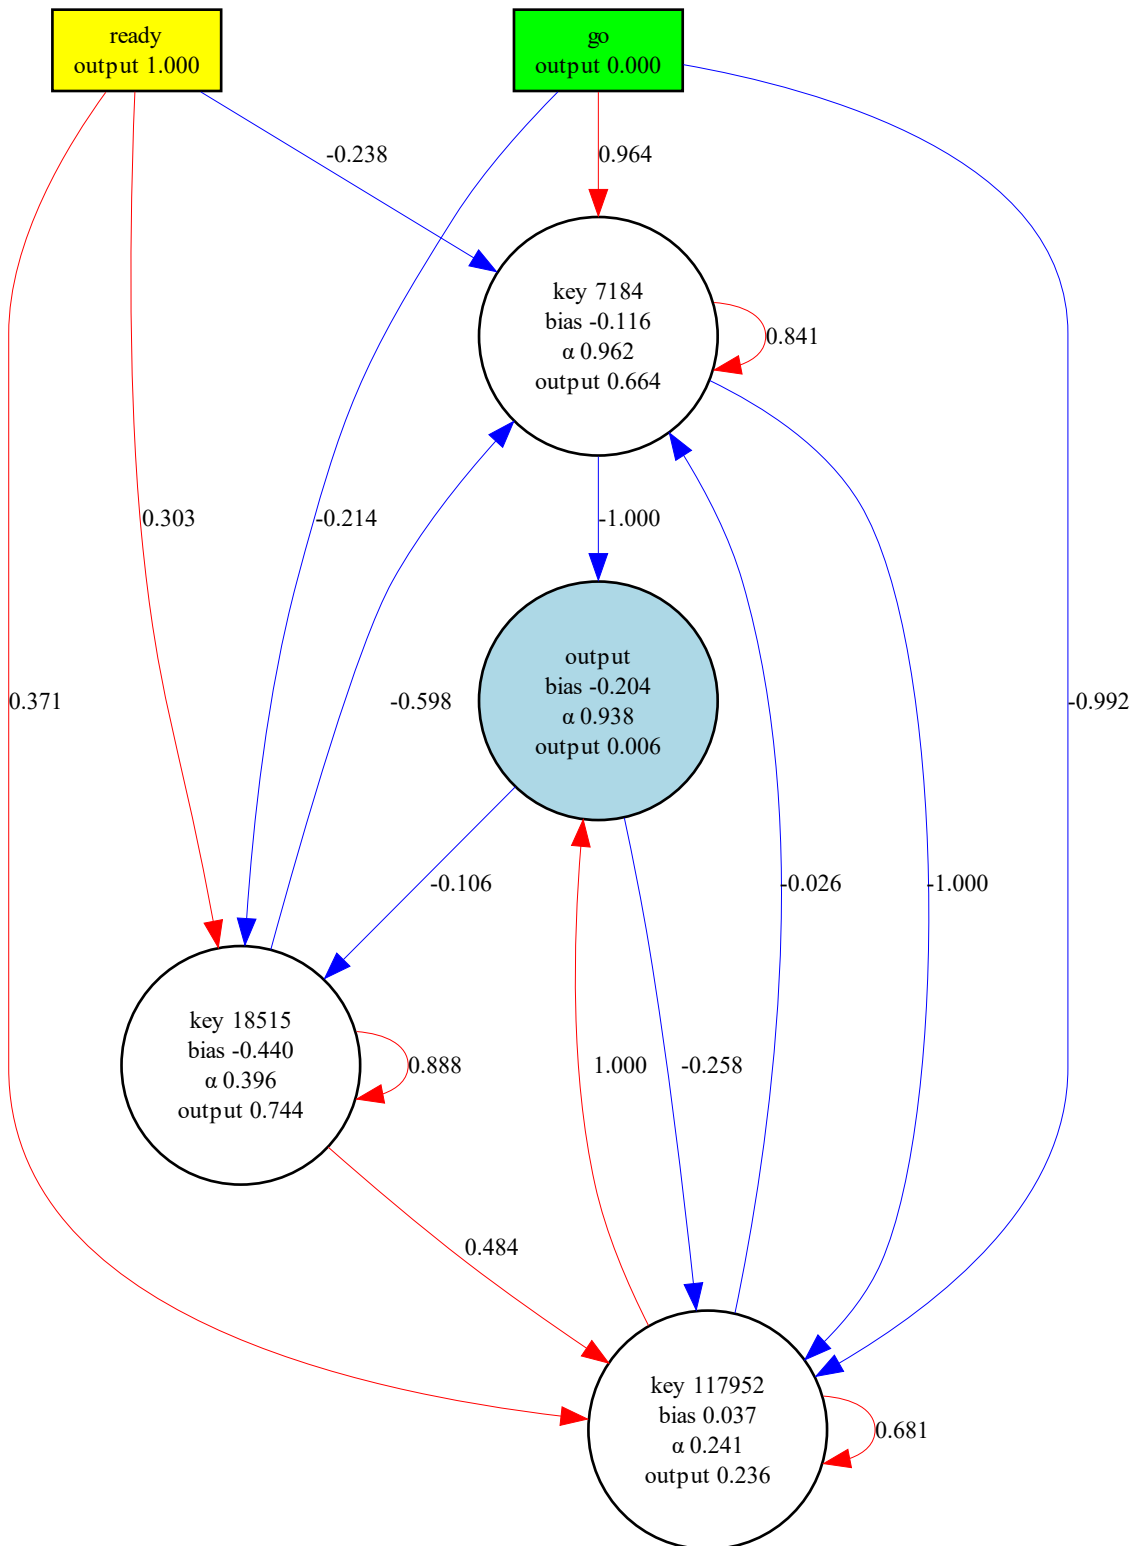 ready
output 1.000
go
output 0.000
-0.238
0.964
key 7184
bias -0.116
α 0.962
output 0.664
0.841
0.303
-0.214
-1.000
output
bias -0.204
α 0.938
output 0.006
0.371
-0.598
-0.992
-0.106
-0.026
-1.000
key 18515
bias -0.440
α 0.396
output 0.744
0.888
1.000
-0.258
0.484
key 117952
bias 0.037
α 0.241
output 0.236
0.681